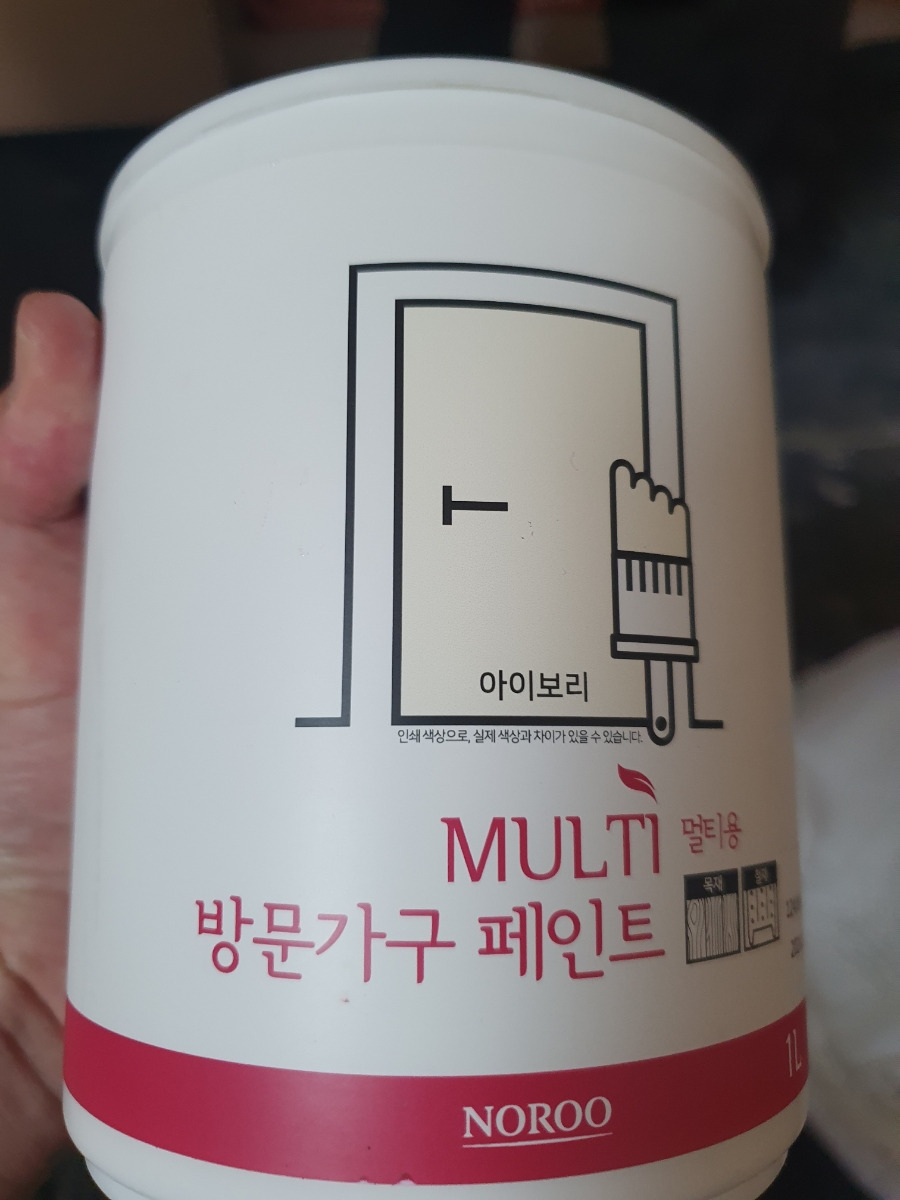 아이보리
인쇄 색상으로, 실제 색상과 차이가 있을 수 있습니다.
MULTI 멀티용
방문가구 페인트
목재 철재
1L
NOROO